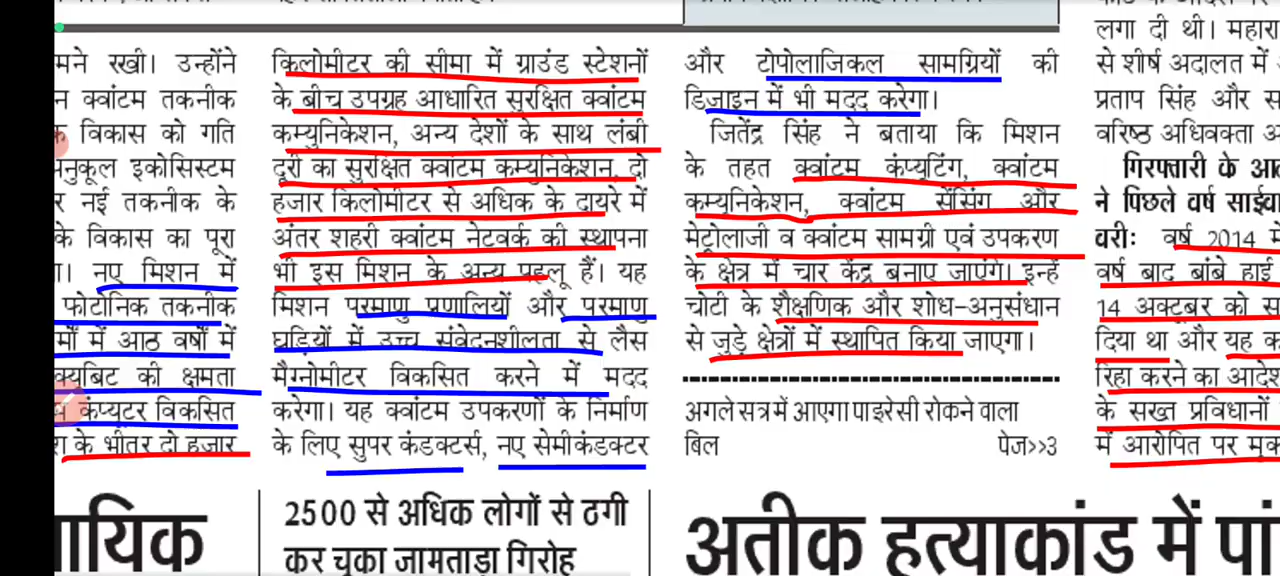 मने रखी। उन्होंने
न क्वांटम तकनीक
विकास को गति
नुकूल इकोसिस्टम
र नई तकनीक के
के विकास का पूरा
ा। नए मिशन में
फोटोनिक तकनीक
र्मों में आठ वर्षों में
क्यूबिट की क्षमता
कंप्यूटर विकसित
के भीतर दो हजार
किलोमीटर की सीमा में ग्राउंड स्टेशनों
के बीच उपग्रह आधारित सुरक्षित क्वांटम
कम्युनिकेशन, अन्य देशों के साथ लंबी
दूरी का सुरक्षित क्वांटम कम्युनिकेशन, दो
हजार किलोमीटर से अधिक के दायरे में
अंतर शहरी क्वांटम नेटवर्क की स्थापना
भी इस मिशन के अन्य पहलू हैं। यह
मिशन परमाणु प्रणालियों और परमाणु
घड़ियों में उच्च संवेदनशीलता से लैस
मैग्नोमीटर विकसित करने में मदद
करेगा। यह क्वांटम उपकरणों के निर्माण
के लिए सुपर कंडक्टर्स, नए सेमीकंडक्टर
और टोपोलाजिकल सामग्रियों की
डिजाइन में भी मदद करेगा।
जितेंद्र सिंह ने बताया कि मिशन
के तहत क्वांटम कंप्यूटिंग, क्वांटम
कम्युनिकेशन, क्वांटम सेंसिंग और
मेट्रोलाजी व क्वांटम सामग्री एवं उपकरण
के क्षेत्र में चार केंद्र बनाए जाएंगे। इन्हें
चोटी के शैक्षणिक और शोध-अनुसंधान
से जुड़े क्षेत्रों में स्थापित किया जाएगा।
अगले सत्र में आएगा पाइरेसी रोकने वाला
बिल पेज>>3
लगा दी थी। महारा
से शीर्ष अदालत में
प्रताप सिंह और स
वरिष्ठ अधिवक्ता अ
गिरफ्तारी के आ
ने पिछले वर्ष साईबा
वरी: वर्ष 2014 में
वर्ष बाद बांबे हाई
14 अक्टूबर को स
दिया था और यह क
रिहा करने का आदेश
के सख्त प्रविधानों
में आरोपित पर मुक
ायिक
2500 से अधिक लोगों से ठगी
कर चुका जामताड़ा गिरोह
अतीक हत्याकांड में पां